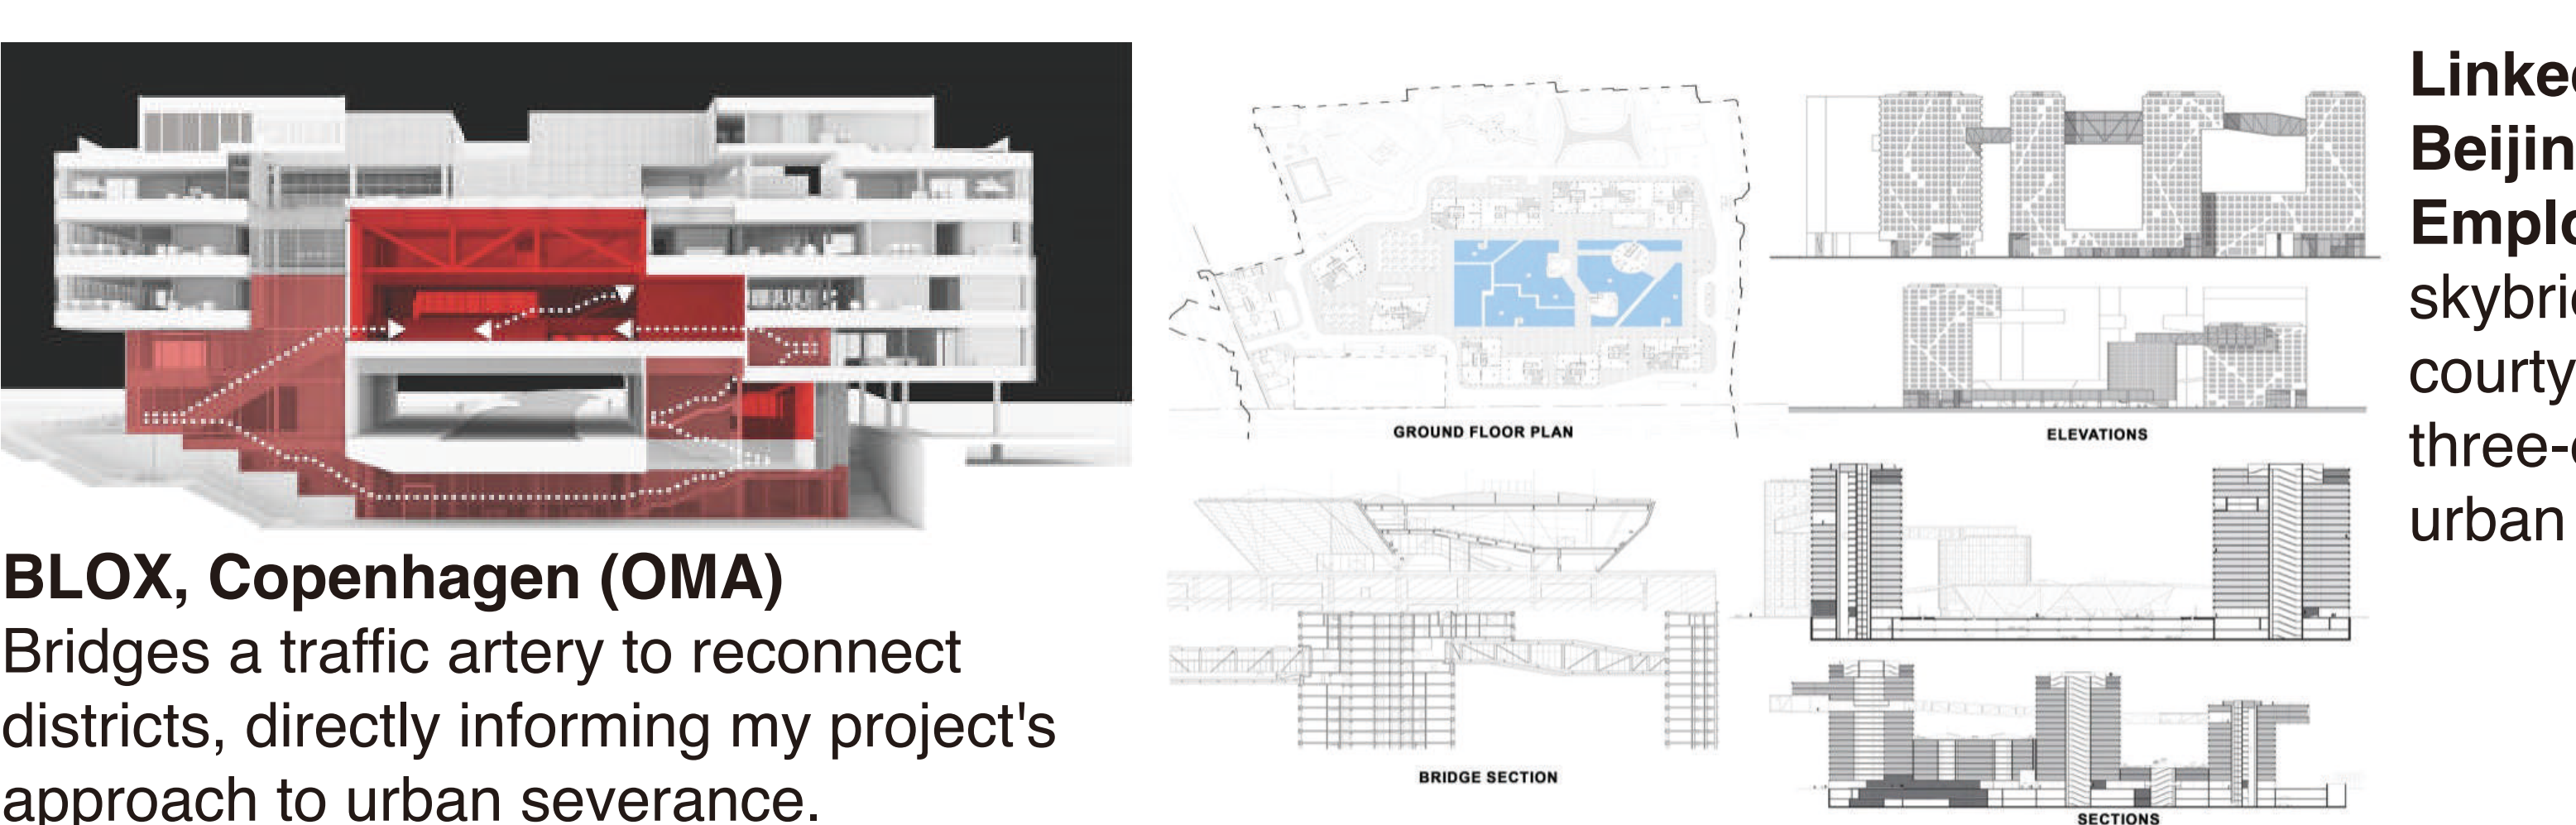 BLOX, Copenhagen (OMA)
Bridges a traffic artery to reconnect
districts, directly informing my project's
approach to urban severance.
GROUND FLOOR PLAN
ELEVATIONS
BRIDGE SECTION
SECTIONS
urban